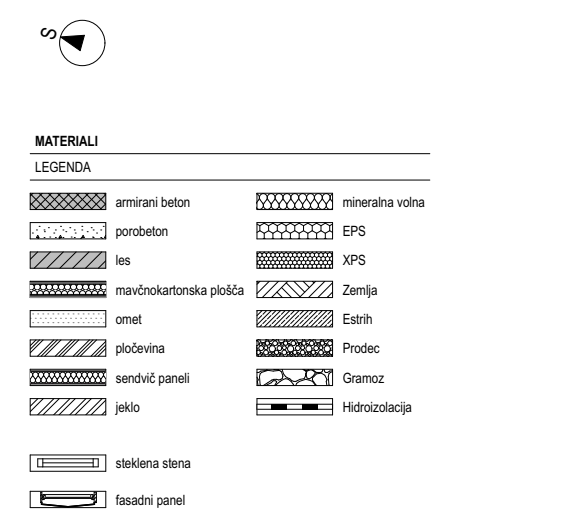 S
MATERIALI
LEGENDA
armirani beton
porobeton
les
mavčnokartonska plošča
omet
pločevina
sendvič paneli
jeklo
mineralna volna
EPS
XPS
Zemlja
Estrih
Prodec
Gramoz
Hidroizolacija
steklena stena
fasadni panel